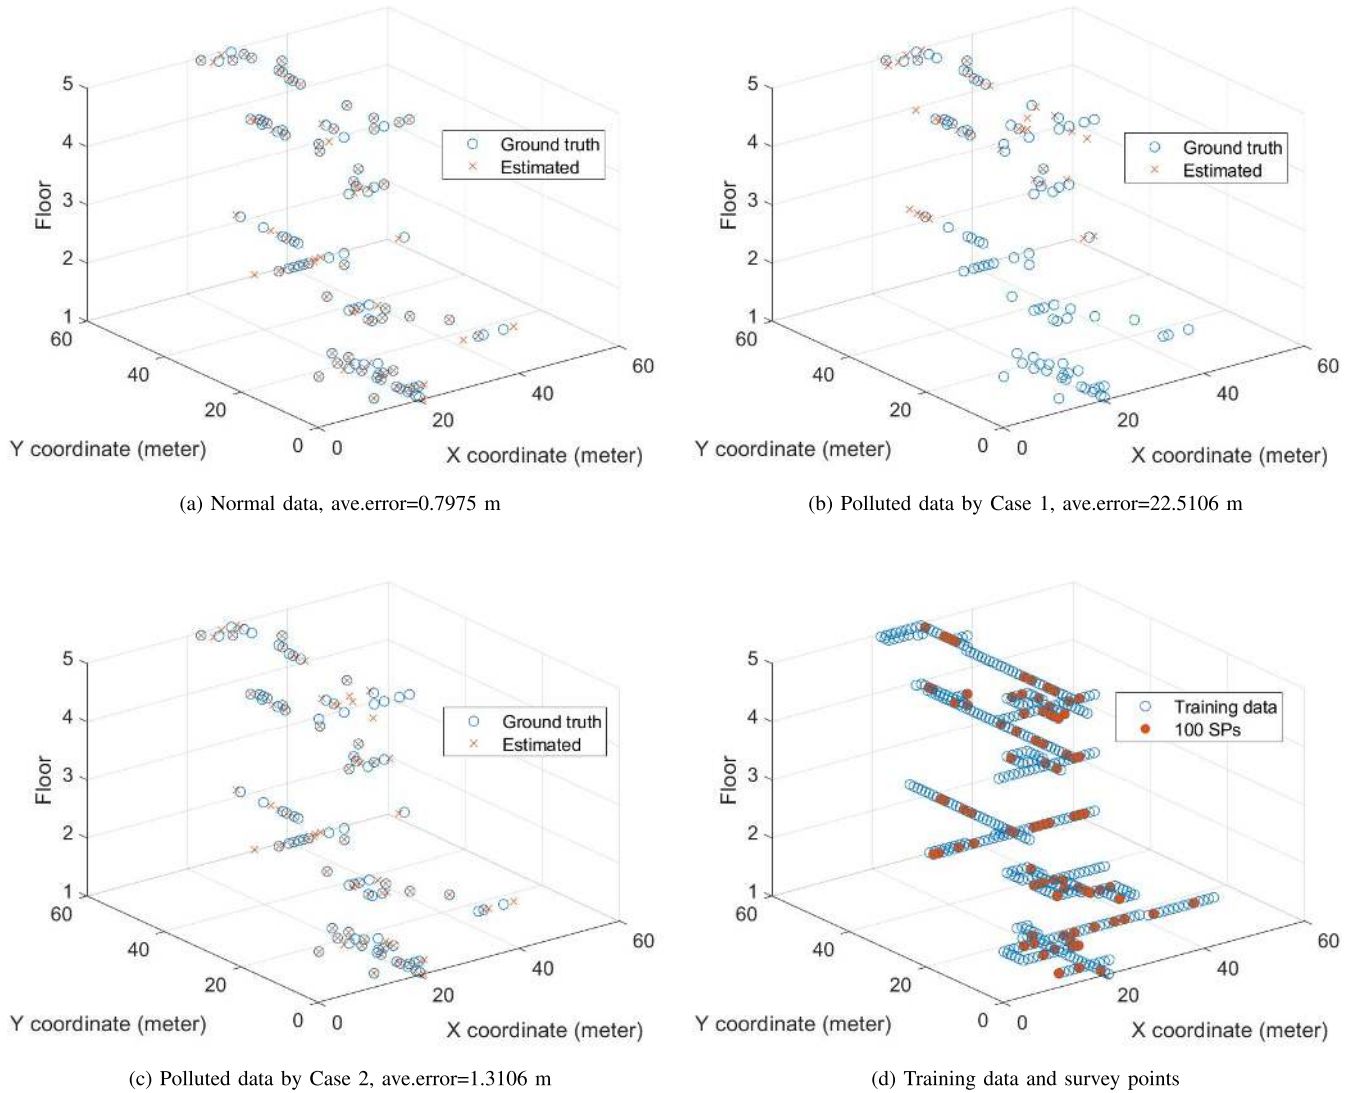 5
4
3
2
1
60
40
20
0
0
20
40
60
Floor
Y coordinate (meter)
X coordinate (meter)
Ground truth
Estimated
(a) Normal data, ave.error=0.7975 m
5
4
3
2
1
60
40
20
0
0
20
40
60
Floor
Y coordinate (meter)
X coordinate (meter)
Ground truth
Estimated
(b) Polluted data by Case 1, ave.error=22.5106 m
5
4
3
2
1
60
40
20
0
0
20
40
60
Floor
Y coordinate (meter)
X coordinate (meter)
Ground truth
Estimated
(c) Polluted data by Case 2, ave.error=1.3106 m
5
4
3
2
1
60
40
20
0
0
20
40
60
Floor
Y coordinate (meter)
X coordinate (meter)
Training data
100 SPs
(d) Training data and survey points